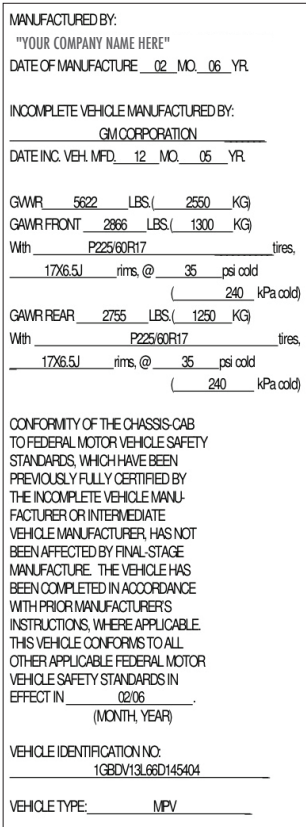 MANUFACTURED BY:
"YOUR COMPANY NAME HERE"
DATE OF MANUFACTURE 02 MO. 06 YR.
INCOMPLETE VEHICLE MANUFACTURED BY:
GM CORPORATION
DATE INC. VEH. MFD. 12 MO. 05 YR.
GVWR 5622 LBS.( 2550 KG)
GAWR FRONT 2866 LBS.( 1300 KG)
With P225/60R17 tires,
17X6.5J rims, @ 35 psi cold
( 240 kPa cold)
GAWR REAR 2755 LBS.( 1250 KG)
With P225/60R17 tires,
17X6.5J rims, @ 35 psi cold
( 240 kPa cold)
CONFORMITY OF THE CHASSIS-CAB
TO FEDERAL MOTOR VEHICLE SAFETY
STANDARDS, WHICH HAVE BEEN
PREVIOUSLY FULLY CERTIFIED BY
THE INCOMPLETE VEHICLE MANU-
FACTURER OR INTERMEDIATE
VEHICLE MANUFACTURER, HAS NOT
BEEN AFFECTED BY FINAL-STAGE
MANUFACTURE. THE VEHICLE HAS
BEEN COMPLETED IN ACCORDANCE
WITH PRIOR MANUFACTURER'S
INSTRUCTIONS, WHERE APPLICABLE.
THIS VEHICLE CONFORMS TO ALL
OTHER APPLICABLE FEDERAL MOTOR
VEHICLE SAFETY STANDARDS IN
EFFECT IN 02/06 .
(MONTH, YEAR)
VEHICLE IDENTIFICATION NO:
1GBDV13L66D145404
VEHICLE TYPE: MPV